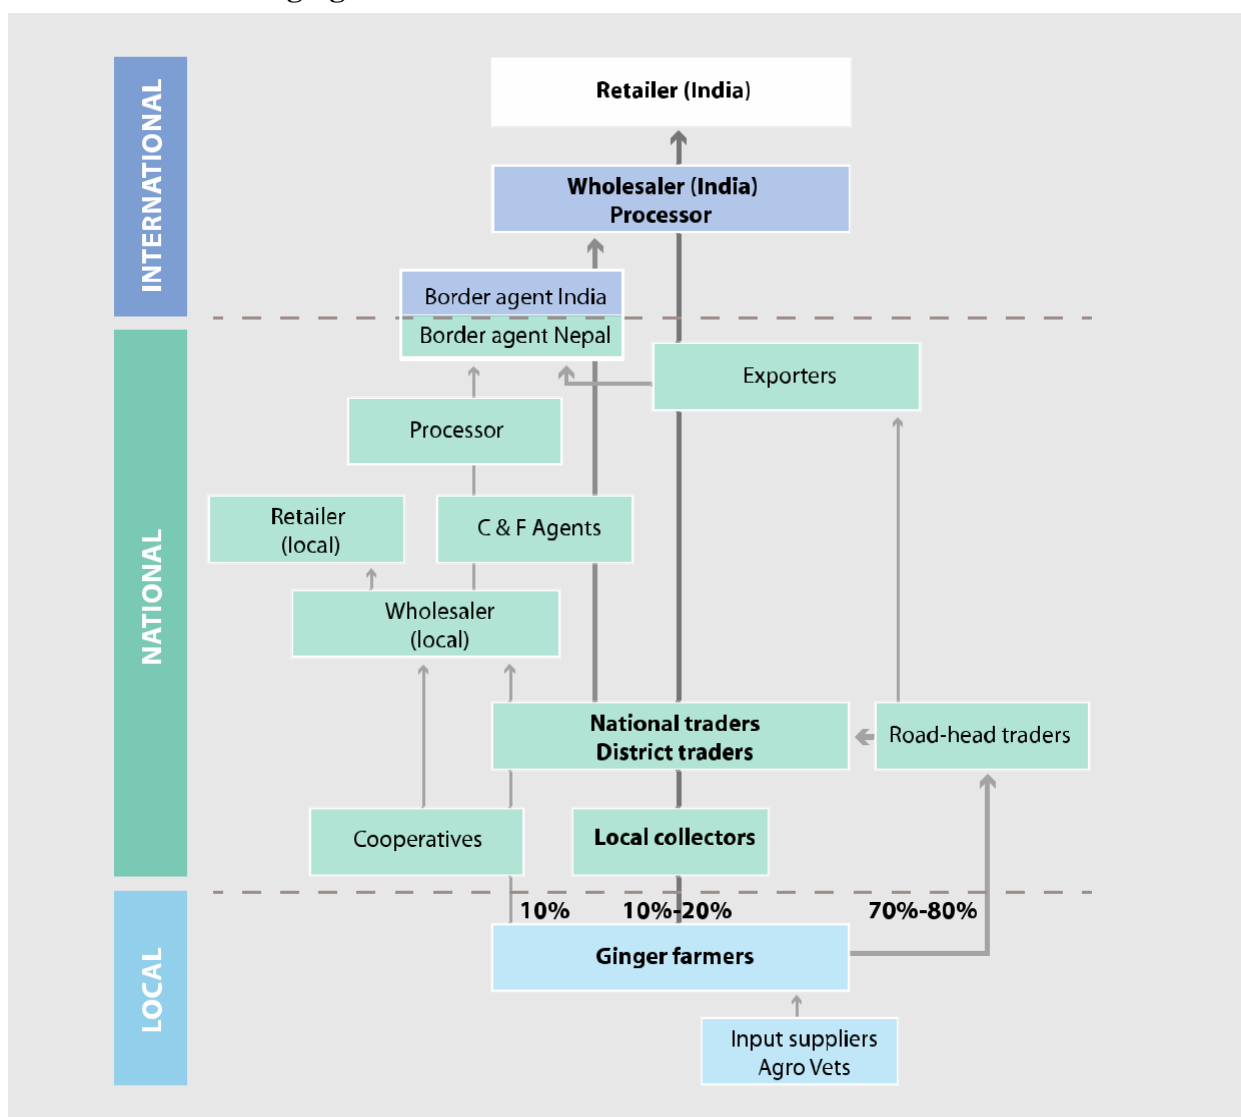 INTERNATIONAL
Retailer (India)
Wholesaler (India)
Processor
Border agent India
Border agent Nepal
Exporters
NATIONAL
Processor
Retailer
(local)
C & F Agents
Wholesaler
(local)
National traders
District traders
Road-head traders
Cooperatives
Local collectors
LOCAL
10%
10%-20%
70%-80%
Ginger farmers
Input suppliers
Agro Vets